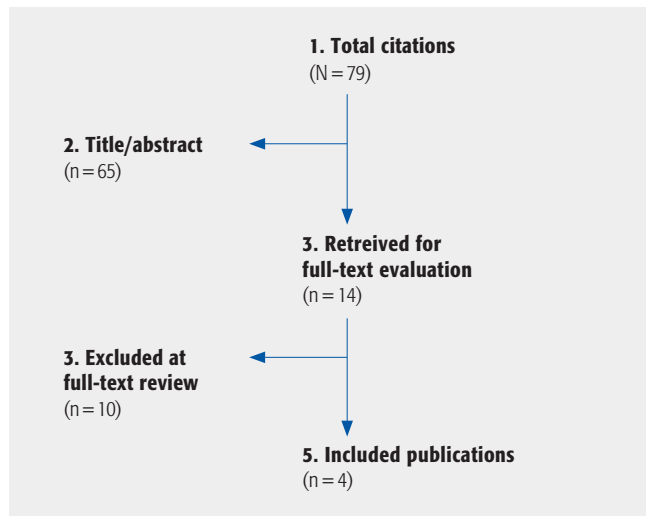 1. Total citations
(N = 79)
2. Title/abstract
(n = 65)
3. Retreived for
full-text evaluation
(n = 14)
3. Excluded at
full-text review
(n = 10)
5. Included publications
(n = 4)